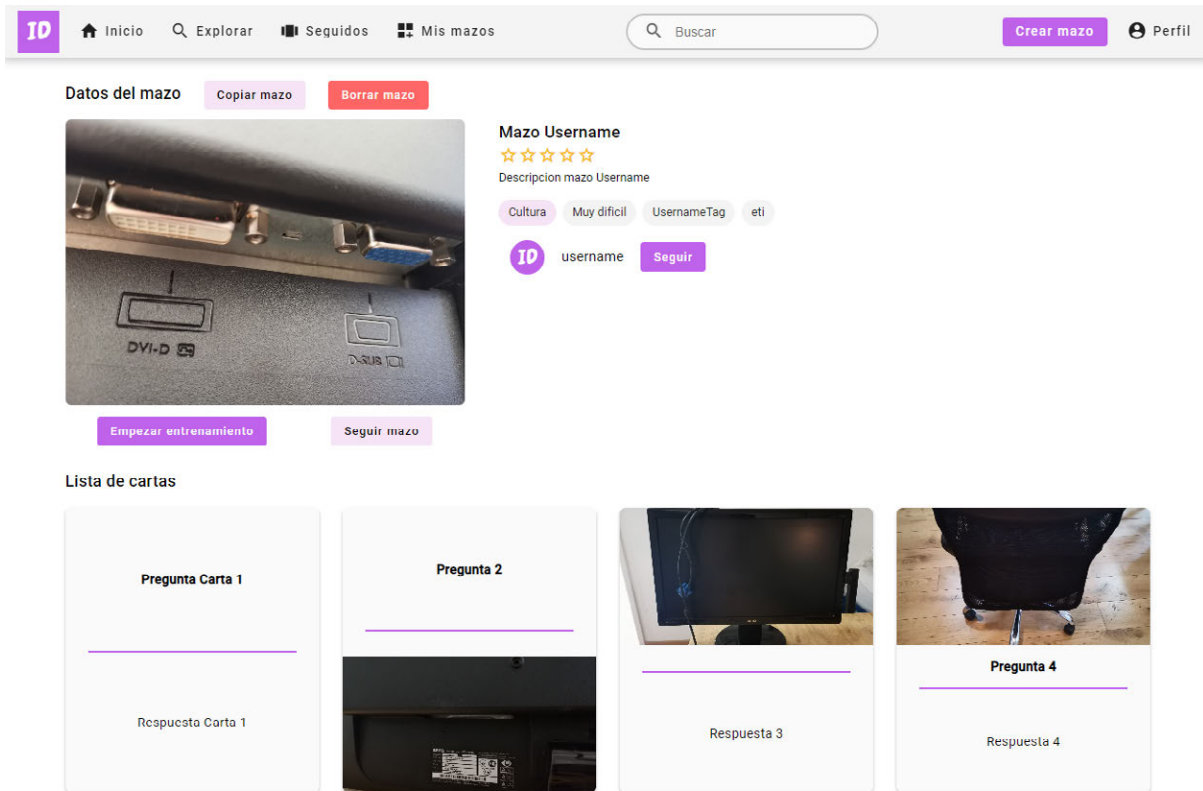 ID Inicio Explorar Seguidos Mis mazos Buscar Crear mazo Perfil
Datos del mazo Copiar mazo Borrar mazo
Mazo Username
Descripcion mazo Username
Cultura Muy dificil UsernameTag eti
ID username Seguir
DVI-D
D-SUB
Empezar entrenamiento Seguir mazo
Lista de cartas
Pregunta Carta 1
Respuesta Carta 1
Pregunta 2
Respuesta 3
Pregunta 4
Respuesta 4